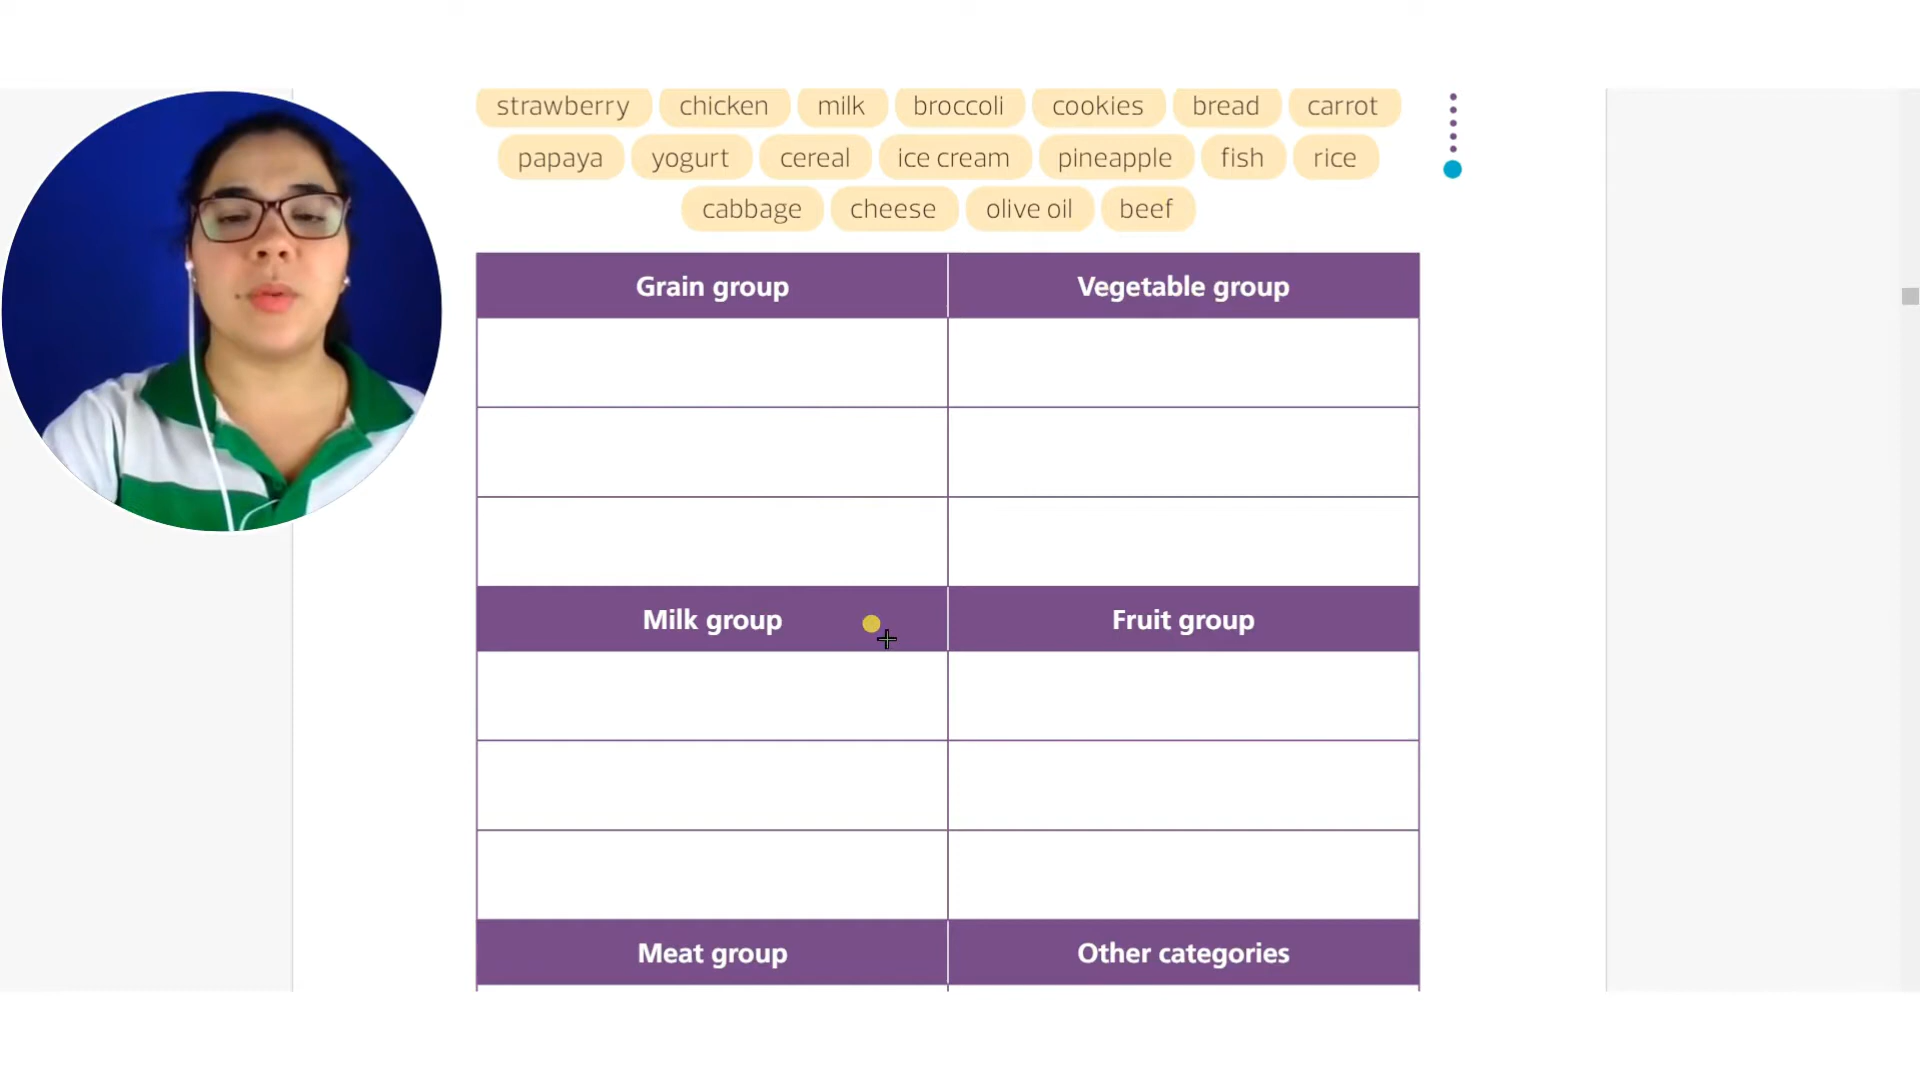 strawberry chicken milk broccoli cookies bread carrot
papaya yogurt cereal ice cream pineapple fish rice
cabbage cheese olive oil beef
Grain group Vegetable group
Milk group Fruit group
Meat group Other categories